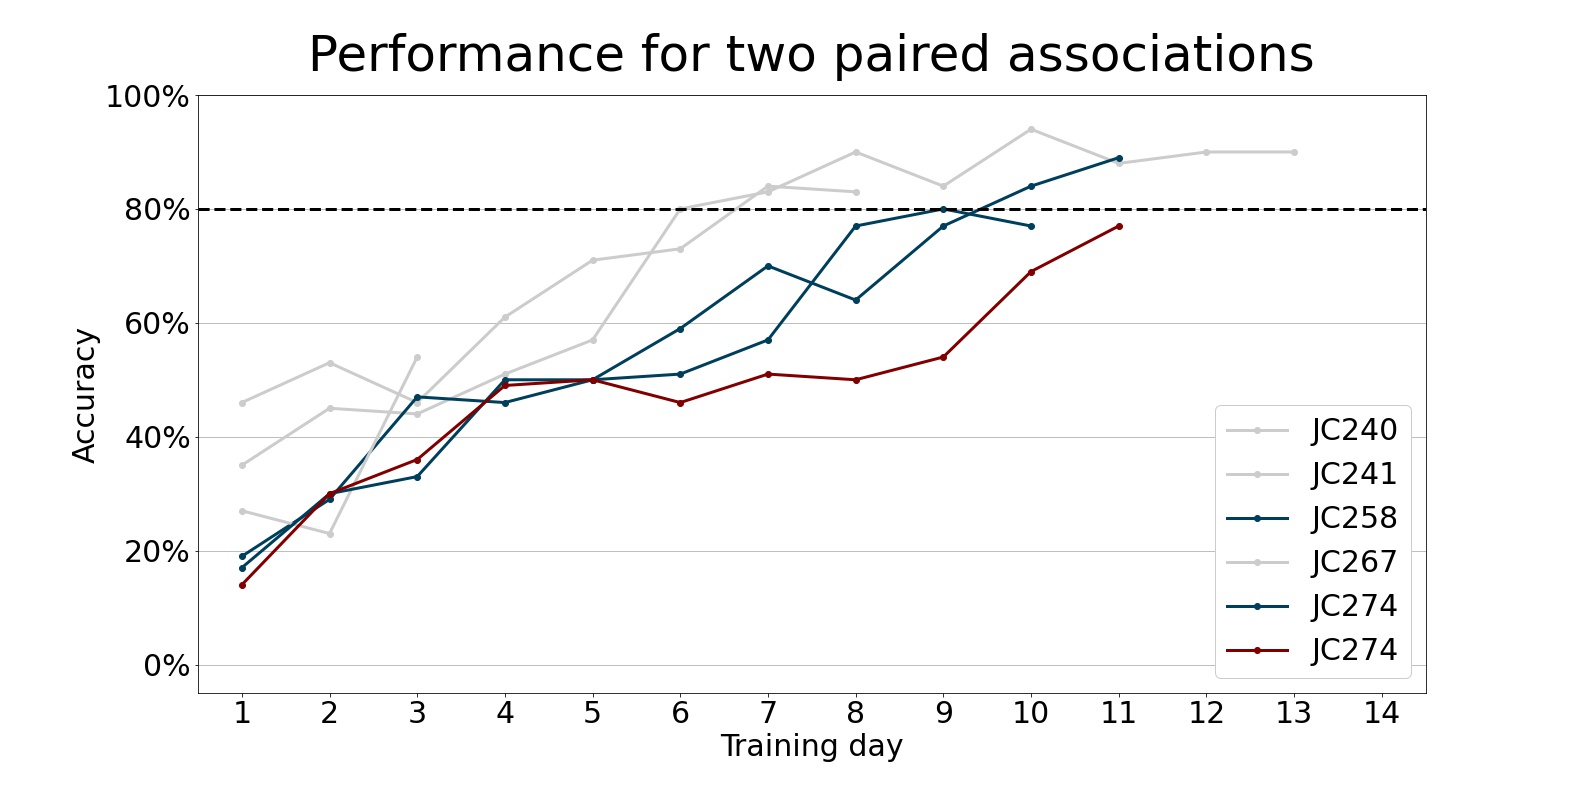 Performance for two paired associations
100%
80%
60%
40%
20%
0%
Accuracy
JC240
JC241
JC258
JC267
JC274
JC274
1 2 3 4 5 6 7 8 9 10 11 12 13 14
Training day